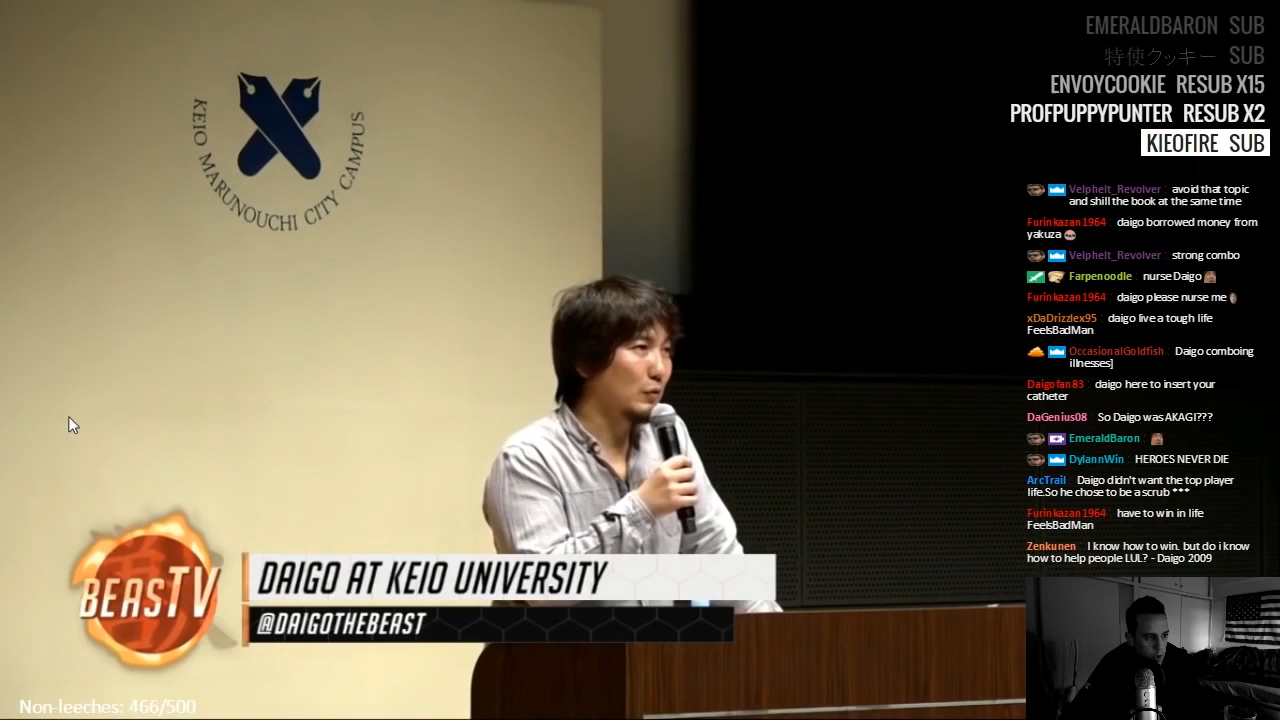 KEIO MARUNOUCHI CITY CAMPUS
EMERALDBARON SUB
特使クッキー SUB
ENVOYCOOKIE RESUB X15
PROFPUPPYPUNTER RESUB X2
KIEOFIRE SUB
Velphelt_Revolver : avoid that topic
and shill the book at the same time
Furinkazan1964 : daigo borrowed money from
yakuza
Velphelt_Revolver : strong combo
Farpenoodle : nurse Daigo
Furinkazan1964 : daigo please nurse me
xDaDrizzlex95 : daigo live a tough life
FeelsBadMan
OccasionalGoldfish : Daigo comboing
illnesses]
Daigofan83 : daigo here to insert your
catheter
DaGenius08 : So Daigo was AKAGI???
EmeraldBaron :
DylannWin : HEROES NEVER DIE
ArcTrail : Daigo didn't want the top player
life.So he chose to be a scrub ***
Furinkazan1964 : have to win in life
FeelsBadMan
Zenkunen : I know how to win. but do i know
how to help people LUL? - Daigo 2009
BEASTV
DAIGO AT KEIO UNIVERSITY
@DAIGOTHEBEAST
Non-leeches: 466/500